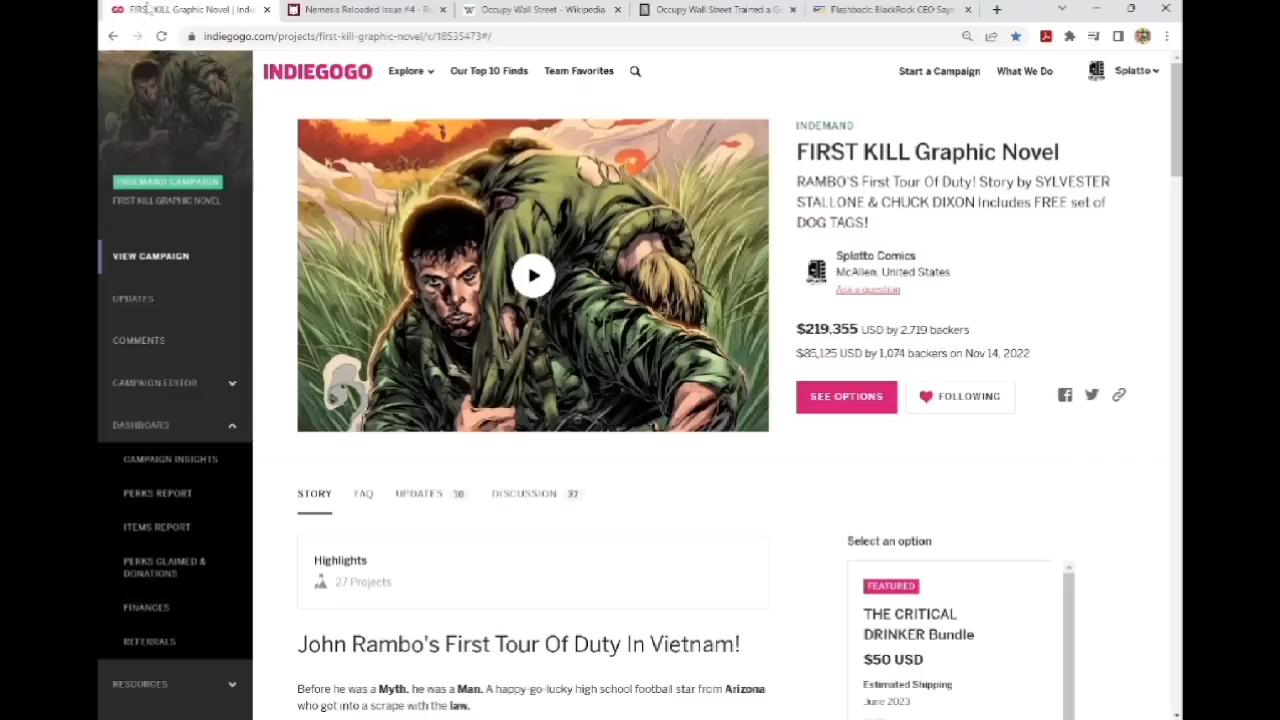 FIRST KILL Graphic Novel | Indie
Nemesis Reloaded Issue #4 - R
Occupy Wall Street - Wikipedia
Occupy Wall Street Trained a G
Flashback: BlackRock CEO Says
indiegogo.com/projects/first-kill-graphic-novel/x/18535473#/
INDIEGOGO
Explore
Our Top 10 Finds
Team Favorites
Start a Campaign
What We Do
Splatto
INDEMAND CAMPAIGN
FIRST KILL GRAPHIC NOVEL
VIEW CAMPAIGN
UPDATES
COMMENTS
CAMPAIGN EDITOR
DASHBOARD
CAMPAIGN INSIGHTS
PERKS REPORT
ITEMS REPORT
PERKS CLAIMED &
DONATIONS
FINANCES
REFERRALS
RESOURCES
INDEMAND
FIRST KILL Graphic Novel
RAMBO'S First Tour Of Duty! Story by SYLVESTER
STALLONE & CHUCK DIXON Includes FREE set of
DOG TAGS!
Splatto Comics
McAllen, United States
Ask a question
$219,355 USD by 2,719 backers
$85,125 USD by 1,074 backers on Nov 14, 2022
SEE OPTIONS
FOLLOWING
STORY
FAQ
UPDATES 10
DISCUSSION 37
Highlights
27 Projects
John Rambo's First Tour Of Duty In Vietnam!
Before he was a Myth, he was a Man. A happy-go-lucky high school football star from Arizona
who got into a scrape with the law.
Select an option
FEATURED
THE CRITICAL
DRINKER Bundle
$50 USD
Estimated Shipping
June 2023